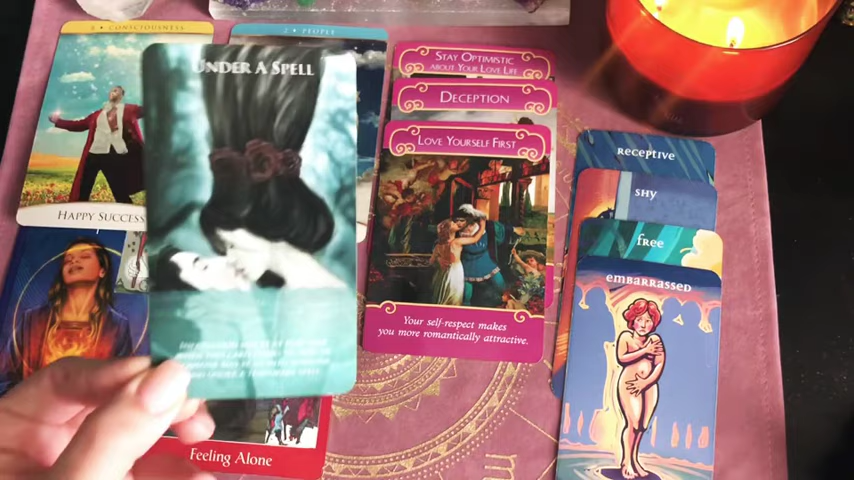 CONSCIOUSNESS
2 • PEOPLE
UNDER A SPELL
HAPPY SUCCESS
Feeling Alone
STAY OPTIMISTIC
ABOUT YOUR LOVE LIFE
DECEPTION
LOVE YOURSELF FIRST
Your self-respect makes
you more romantically attractive.
RECEPTIVE
SHY
FREE
EMBARRASSED